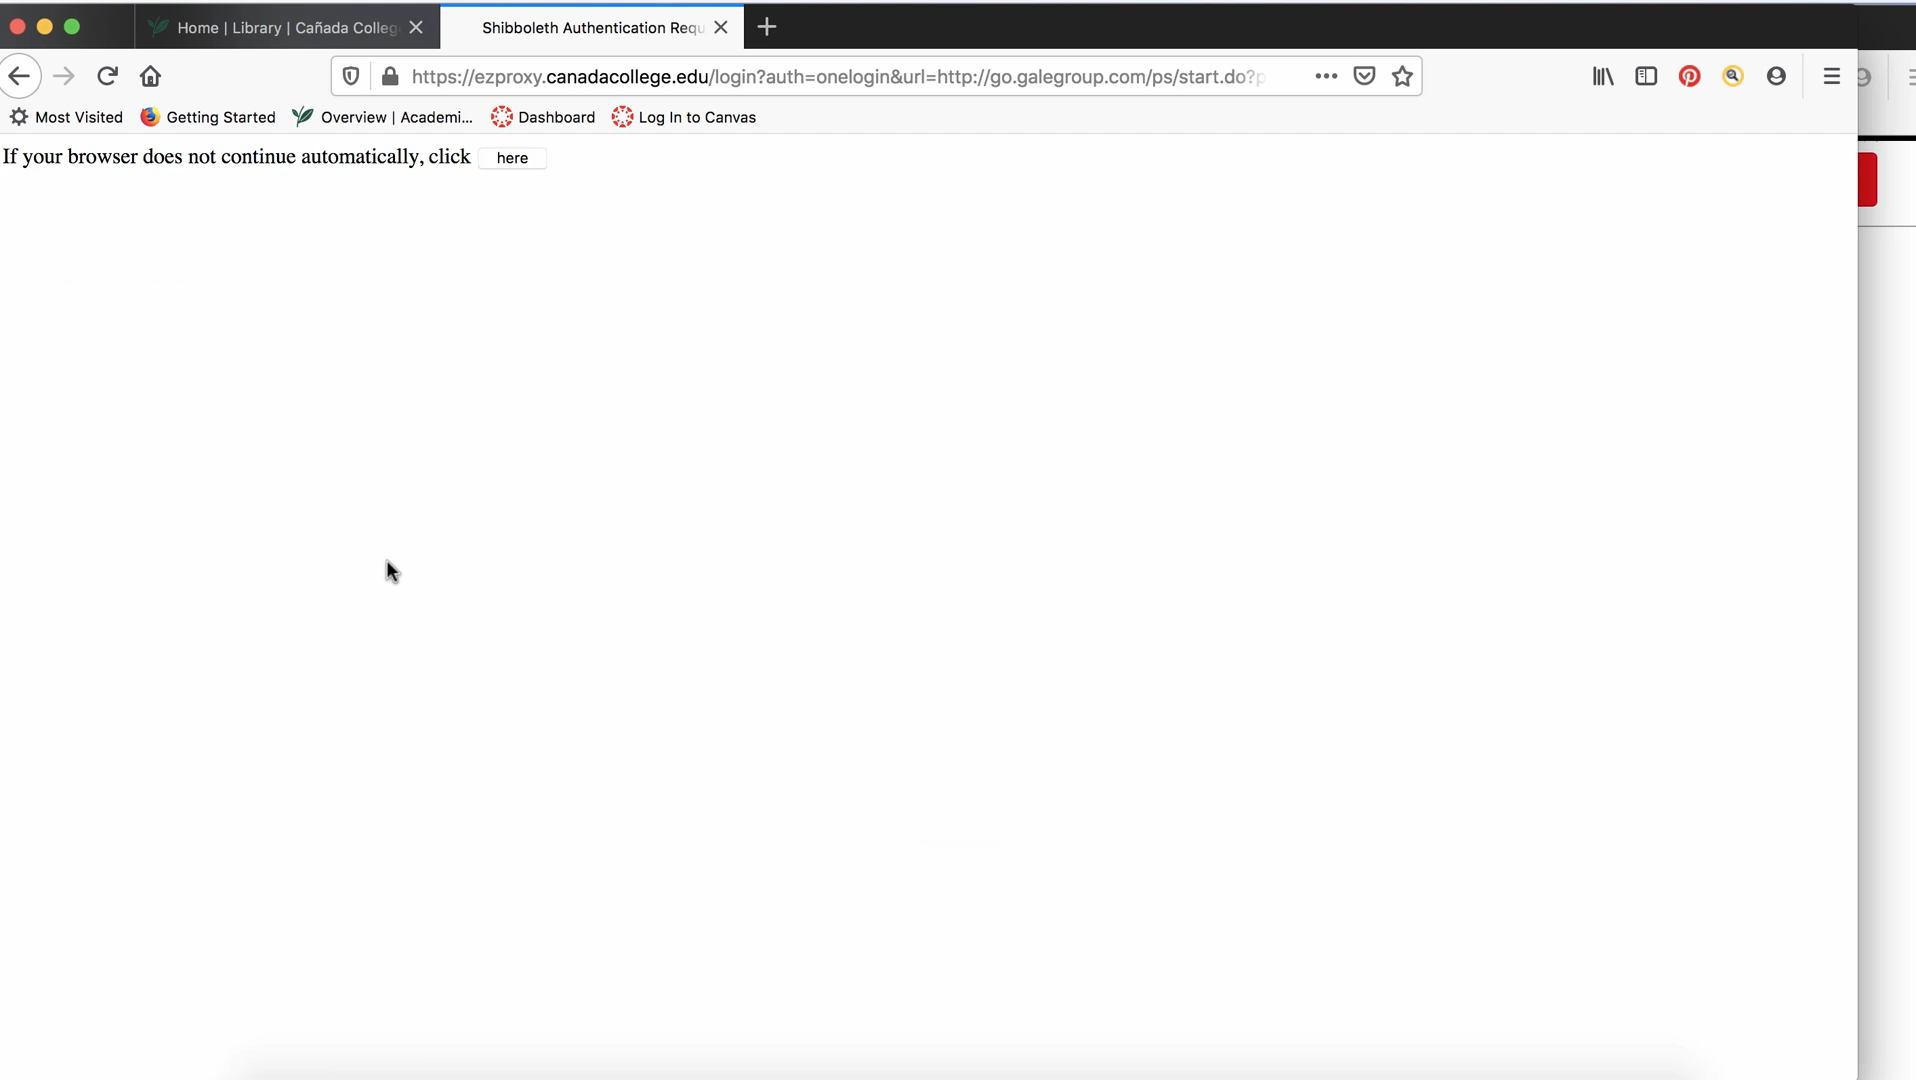 Home | Library | Cañada Colleg
Shibboleth Authentication Requ
https://ezproxy.canadacollege.edu/login?auth=onelogin&url=http://go.galegroup.com/ps/start.do?p
Most Visited
Getting Started
Overview | Academi...
Dashboard
Log In to Canvas
If your browser does not continue automatically, click here